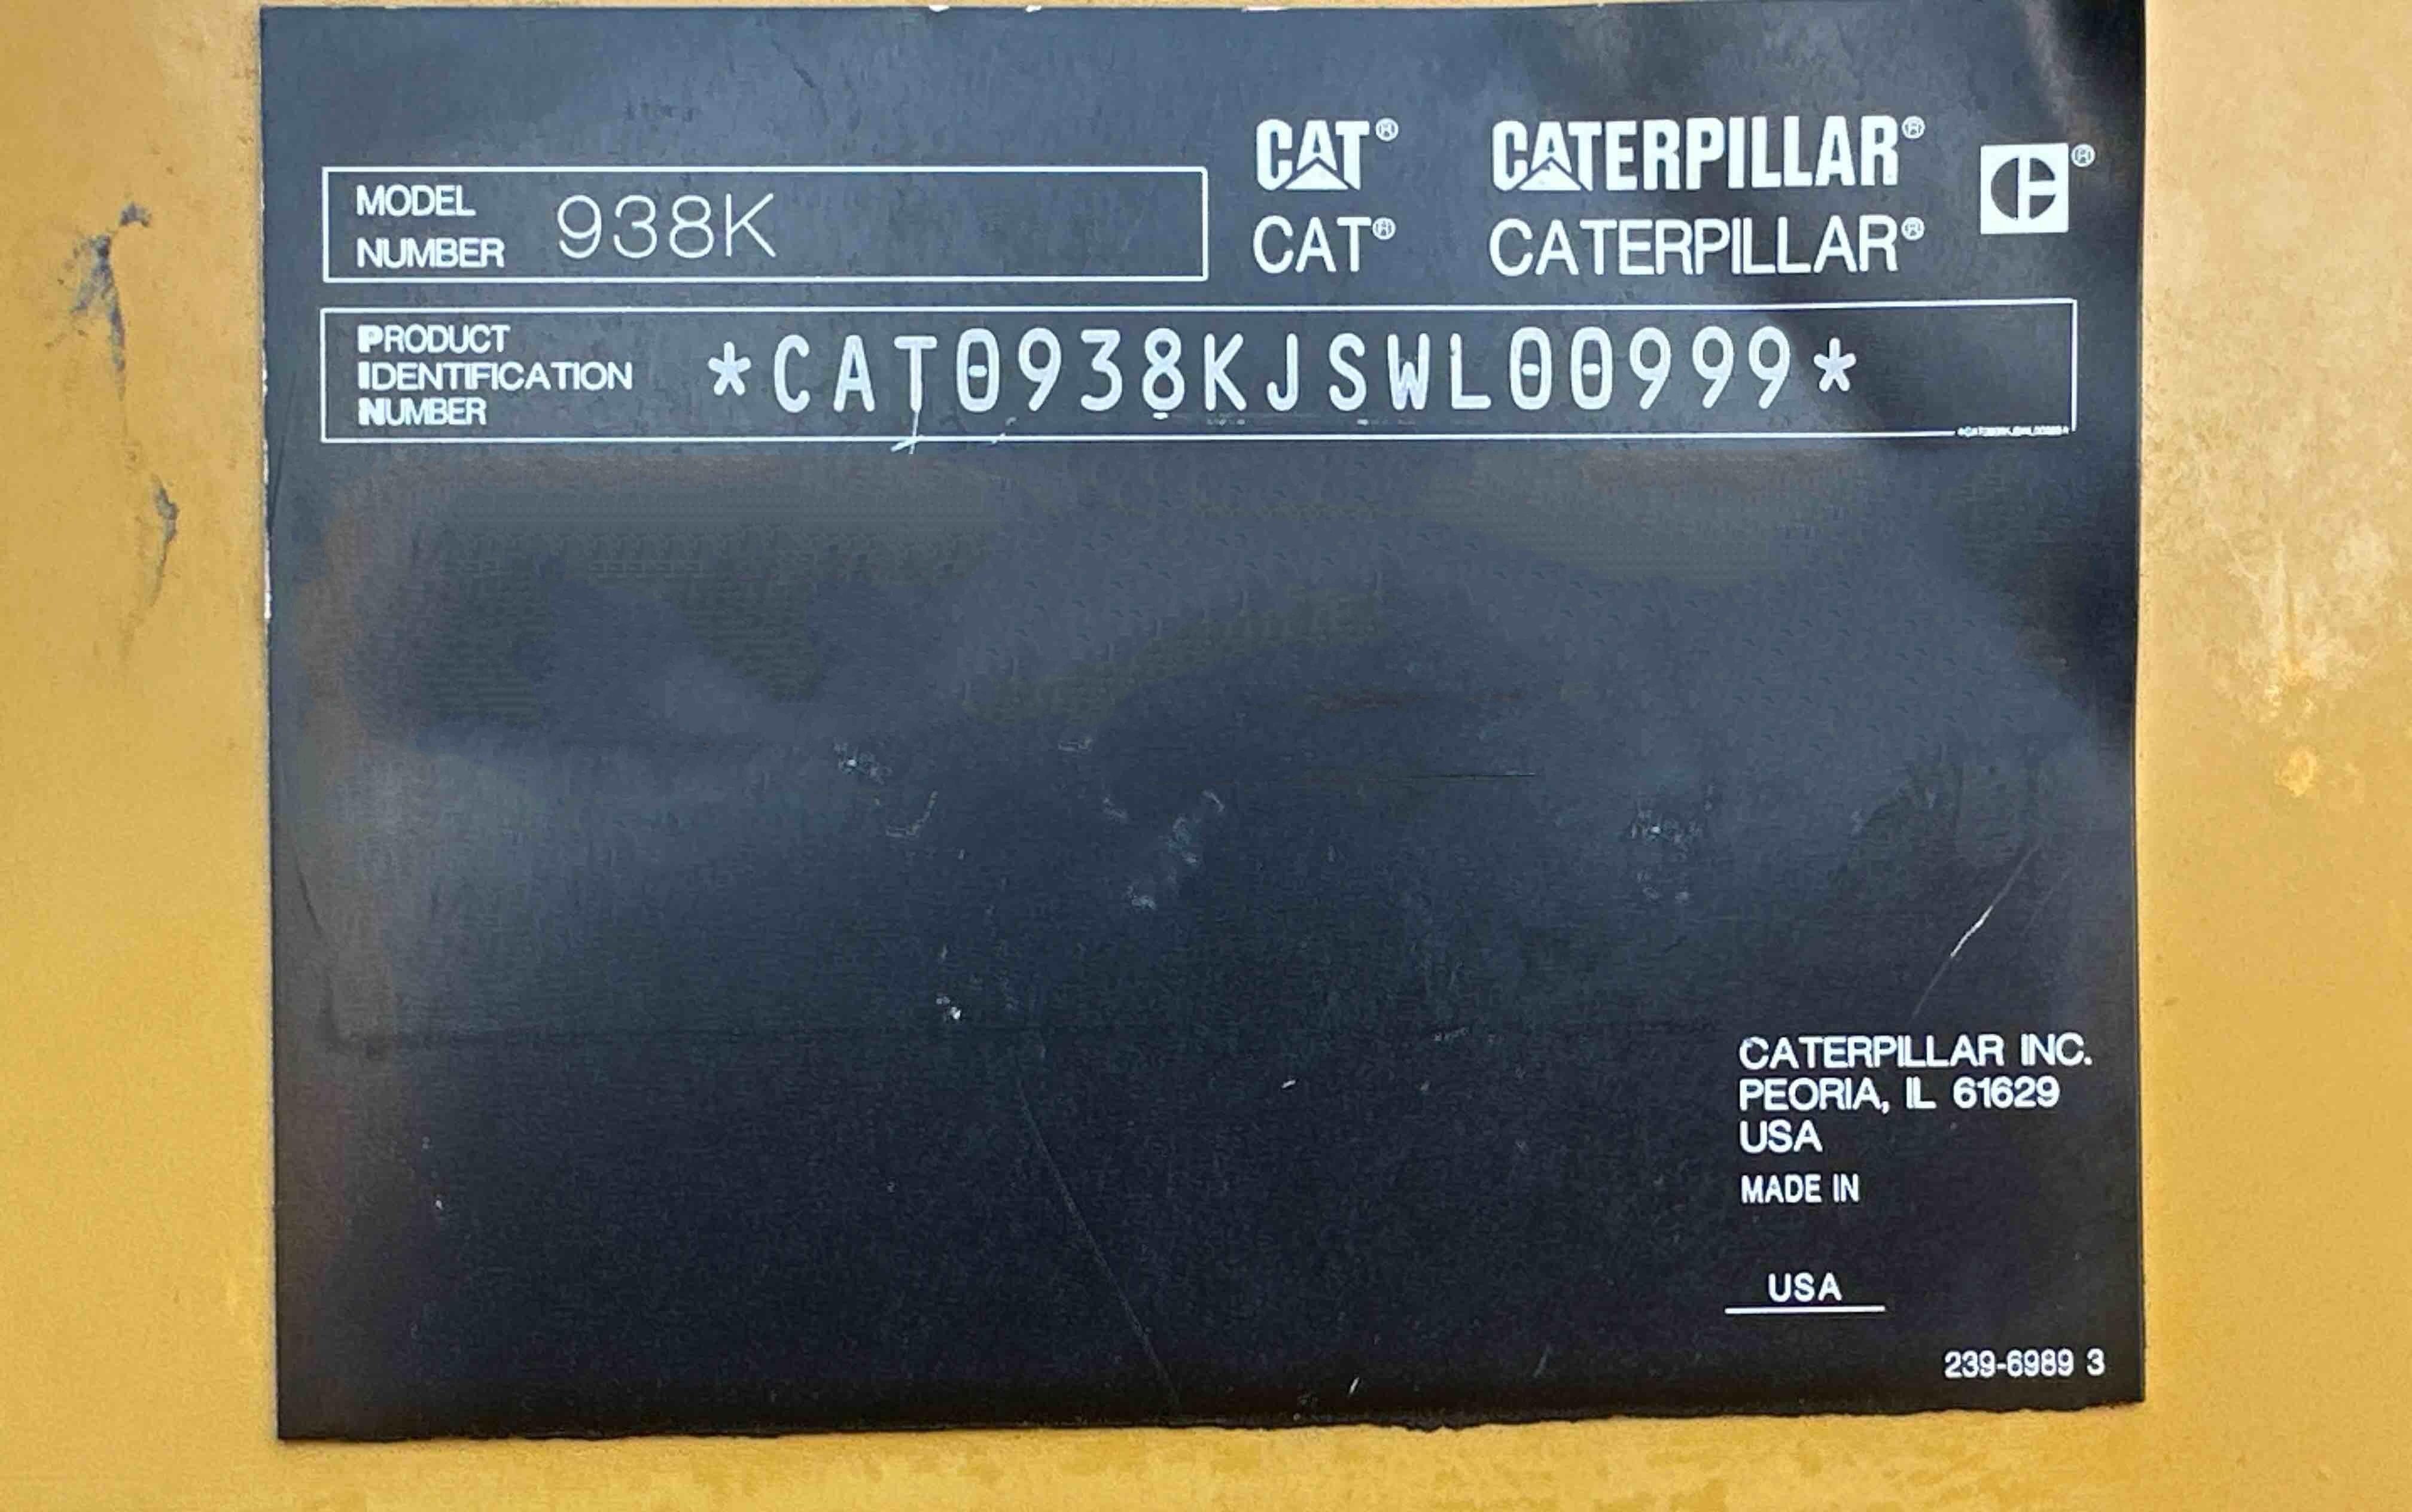 CAT® CATERPILLAR®
CAT® CATERPILLAR®
MODEL
NUMBER
938K
PRODUCT
IDENTIFICATION
NUMBER
*CAT0938KJSWL00999*
CATERPILLAR INC.
PEORIA, IL 61629
USA
MADE IN
USA
239-6989 3